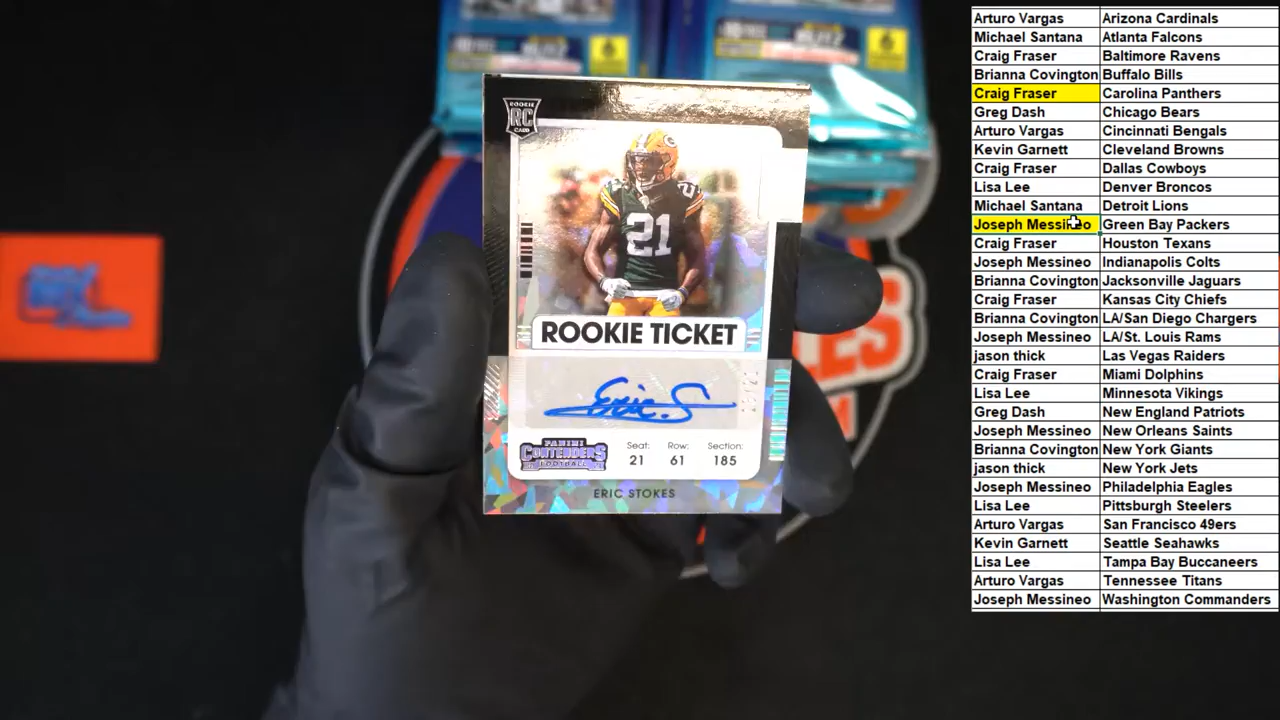 ROOKIE
RC
CARD
21
21
ROOKIE TICKET
Eric S
PANINI
CONTENDERS
FOOTBALL
Seat: Row: Section:
21 61 185
ERIC STOKES
Arturo Vargas Arizona Cardinals
Michael Santana Atlanta Falcons
Craig Fraser Baltimore Ravens
Brianna Covington Buffalo Bills
Craig Fraser Carolina Panthers
Greg Dash Chicago Bears
Arturo Vargas Cincinnati Bengals
Kevin Garnett Cleveland Browns
Craig Fraser Dallas Cowboys
Lisa Lee Denver Broncos
Michael Santana Detroit Lions
Joseph Messineo Green Bay Packers
Craig Fraser Houston Texans
Joseph Messineo Indianapolis Colts
Brianna Covington Jacksonville Jaguars
Craig Fraser Kansas City Chiefs
Brianna Covington LA/San Diego Chargers
Joseph Messineo LA/St. Louis Rams
jason thick Las Vegas Raiders
Craig Fraser Miami Dolphins
Lisa Lee Minnesota Vikings
Greg Dash New England Patriots
Joseph Messineo New Orleans Saints
Brianna Covington New York Giants
jason thick New York Jets
Joseph Messineo Philadelphia Eagles
Lisa Lee Pittsburgh Steelers
Arturo Vargas San Francisco 49ers
Kevin Garnett Seattle Seahawks
Lisa Lee Tampa Bay Buccaneers
Arturo Vargas Tennessee Titans
Joseph Messineo Washington Commanders